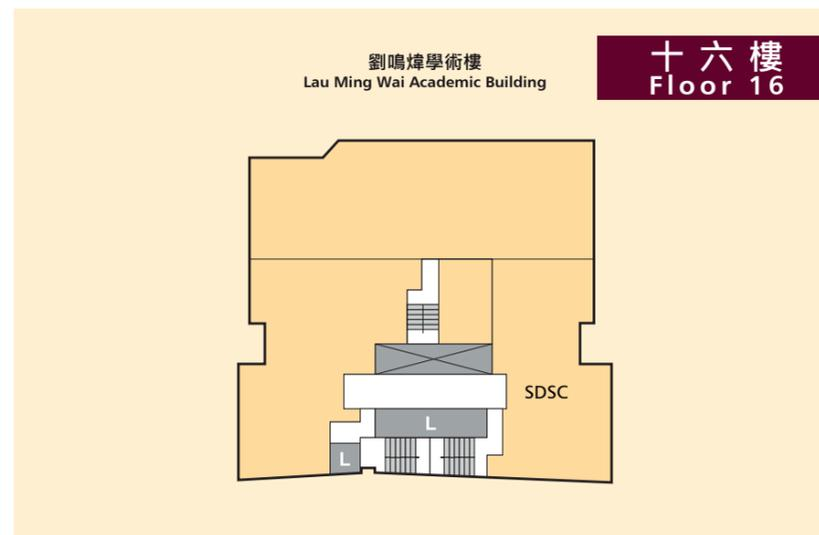 劉鳴煒學術樓
Lau Ming Wai Academic Building
十六樓
Floor 16
SDSC
L
L